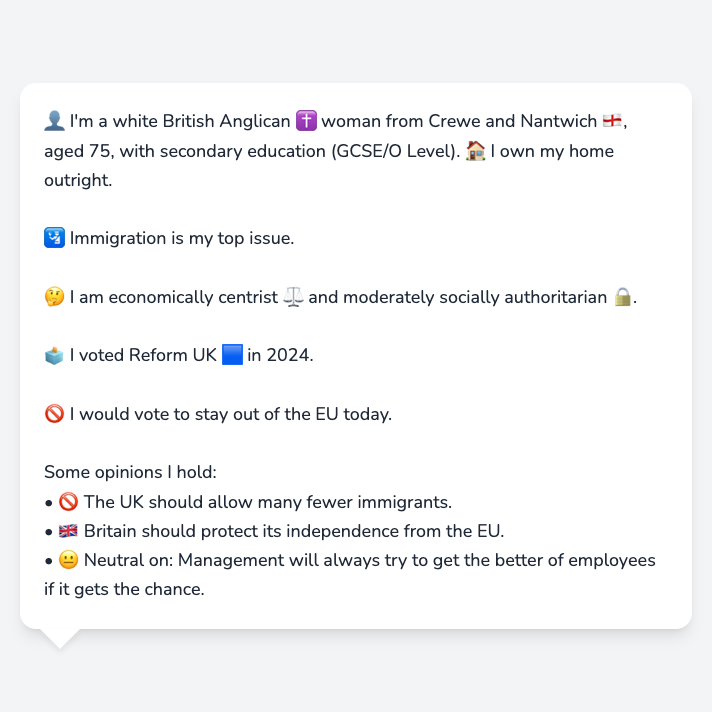 👤 I'm a white British Anglican ✝️ woman from Crewe and Nantwich 🏴󠁧󠁢󠁥󠁮󠁧󠁿,
aged 75, with secondary education (GCSE/O Level). 🏠 I own my home
outright.
🛂 Immigration is my top issue.
🤔 I am economically centrist ⚖️ and moderately socially authoritarian 🔒.
🗳️ I voted Reform UK 🟦 in 2024.
🚫 I would vote to stay out of the EU today.
Some opinions I hold:
• 🚫 The UK should allow many fewer immigrants.
• 🇬🇧 Britain should protect its independence from the EU.
• 😐 Neutral on: Management will always try to get the better of employees
if it gets the chance.